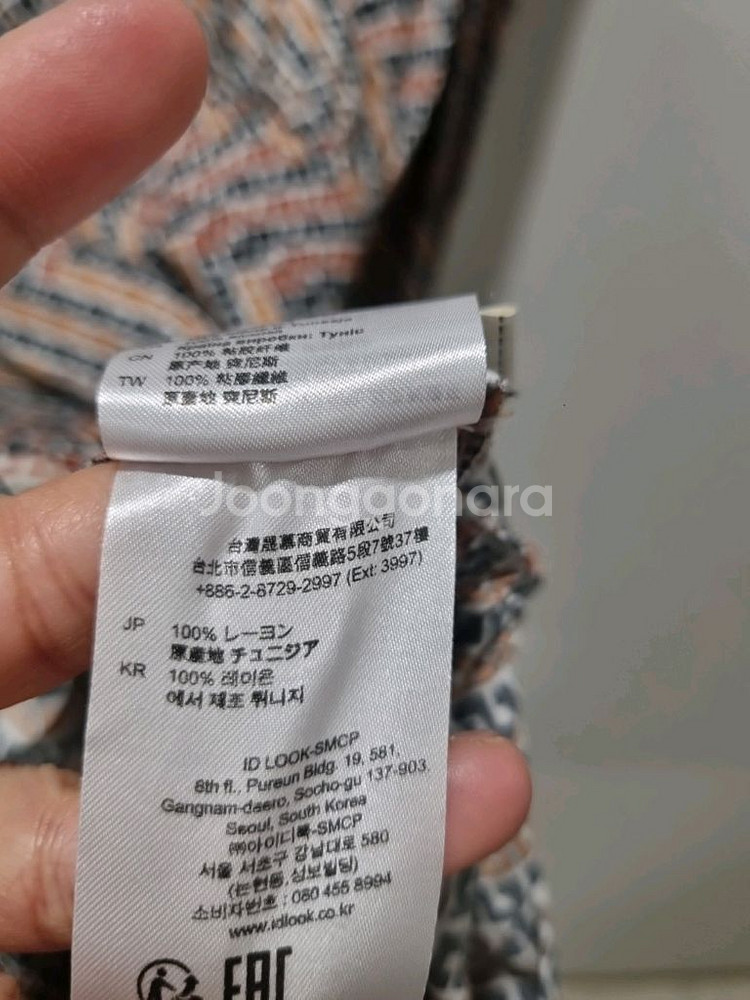 CN 100% 粘胶纤维
原产地 突尼斯
TW 100% 粘膠纖維
原產地 突尼斯
Joonggonara
台灣晟慕商貿有限公司
台北市信義區信義路5段7號37樓
+886-2-8729-2997 (Ext: 3997)
JP 100% レーヨン
原産地 チュニジア
KR 100% 레이온
에서 제조 튀니지
ID LOOK-SMCP
8th fl., Pureun Bldg. 19, 581,
Gangnam-daero, Socho-gu 137-903.
Seoul, South Korea
㈜아이디룩-SMCP
서울 서초구 강남대로 580
(논현동,성보빌딩)
소비자번호 : 080 455 8994
www.idlook.co.kr
EAC